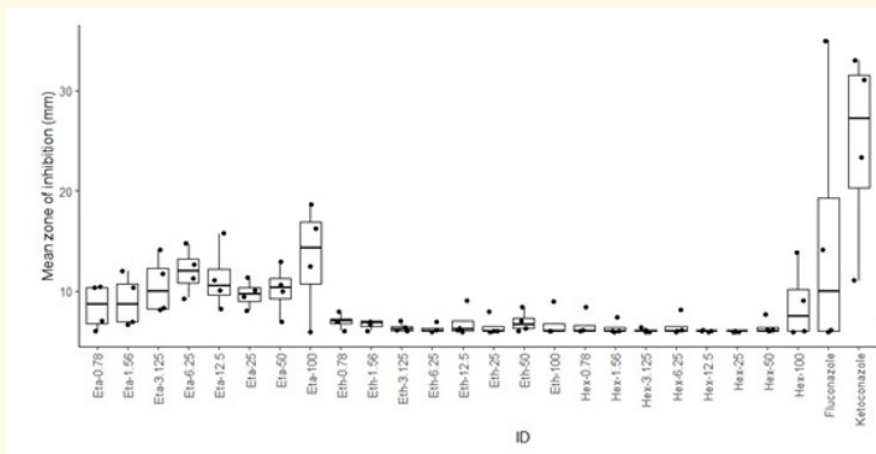 Mean zone of inhibition (mm)
30
20
10
Eta-0.78
Eta-1.56
Eta-3.125
Eta-6.25
Eta-12.5
Eta-25
Eta-50
Eta-100
Eth-0.78
Eth-1.56
Eth-3.125
Eth-6.25
Eth-12.5
Eth-25
Eth-50
Eth-100
Hex-0.78
Hex-1.56
Hex-3.125
Hex-6.25
Hex-12.5
Hex-25
Hex-50
Hex-100
Fluconazole
Ketoconazole
ID